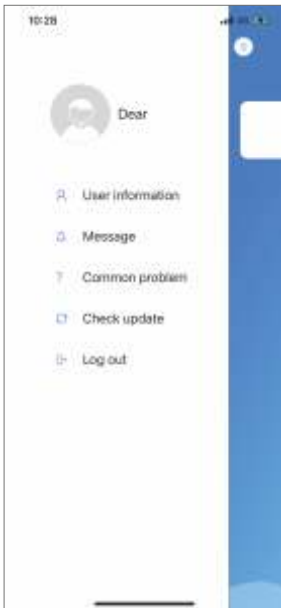 10:28
Dear
User information
Message
Common problem
Check update
Log out